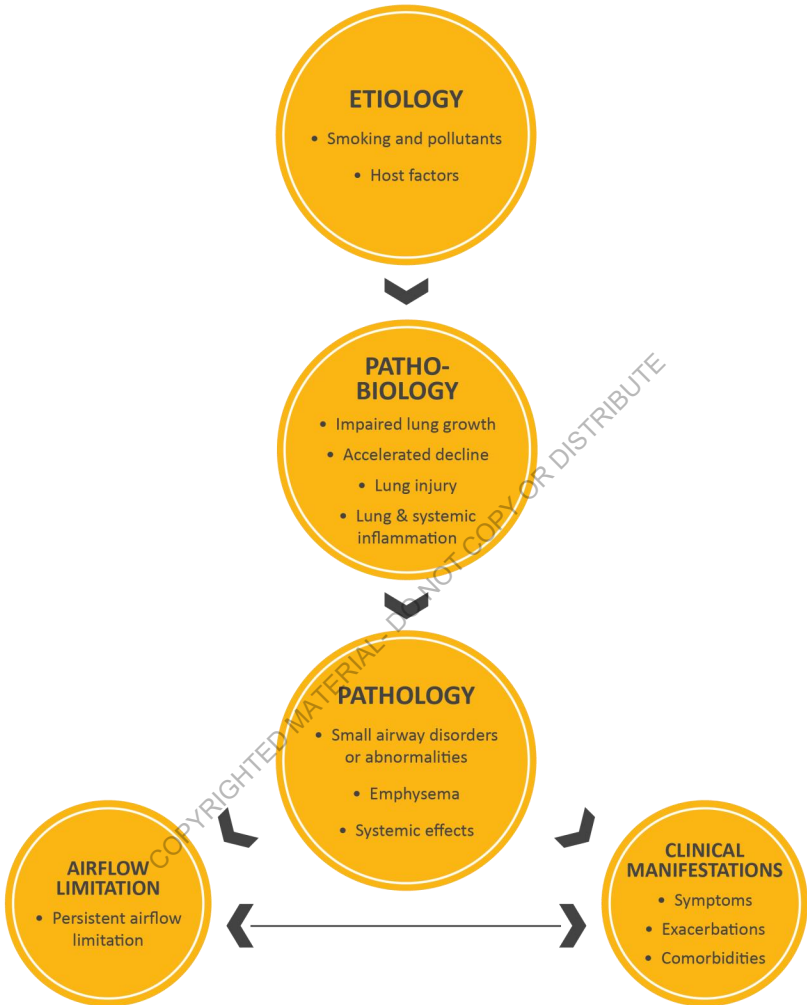 ETIOLOGY
• Smoking and pollutants
• Host factors
PATHO-
BIOLOGY
• Impaired lung growth
• Accelerated decline
• Lung injury
• Lung & systemic
inflammation
PATHOLOGY
• Small airway disorders
or abnormalities
• Emphysema
• Systemic effects
AIRFLOW
LIMITATION
• Persistent airflow
limitation
CLINICAL
MANIFESTATIONS
• Symptoms
• Exacerbations
• Comorbidities
COPYRIGHTED MATERIAL- DO NOT COPY OR DISTRIBUTE